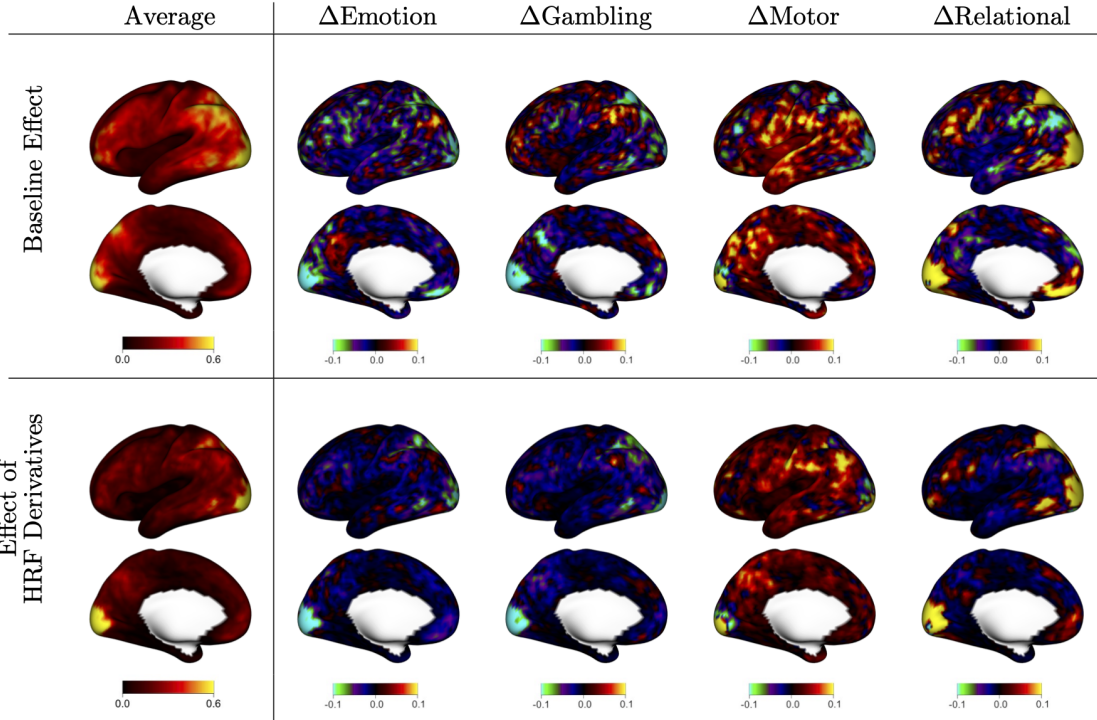 Average ΔEmotion ΔGambling ΔMotor ΔRelational
Baseline Effect
0.0 0.6 -0.1 0.0 0.1 -0.1 0.0 0.1 -0.1 0.0 0.1 -0.1 0.0 0.1
Effect of
HRF Derivatives
0.0 0.6 -0.1 0.0 0.1 -0.1 0.0 0.1 -0.1 0.0 0.1 -0.1 0.0 0.1